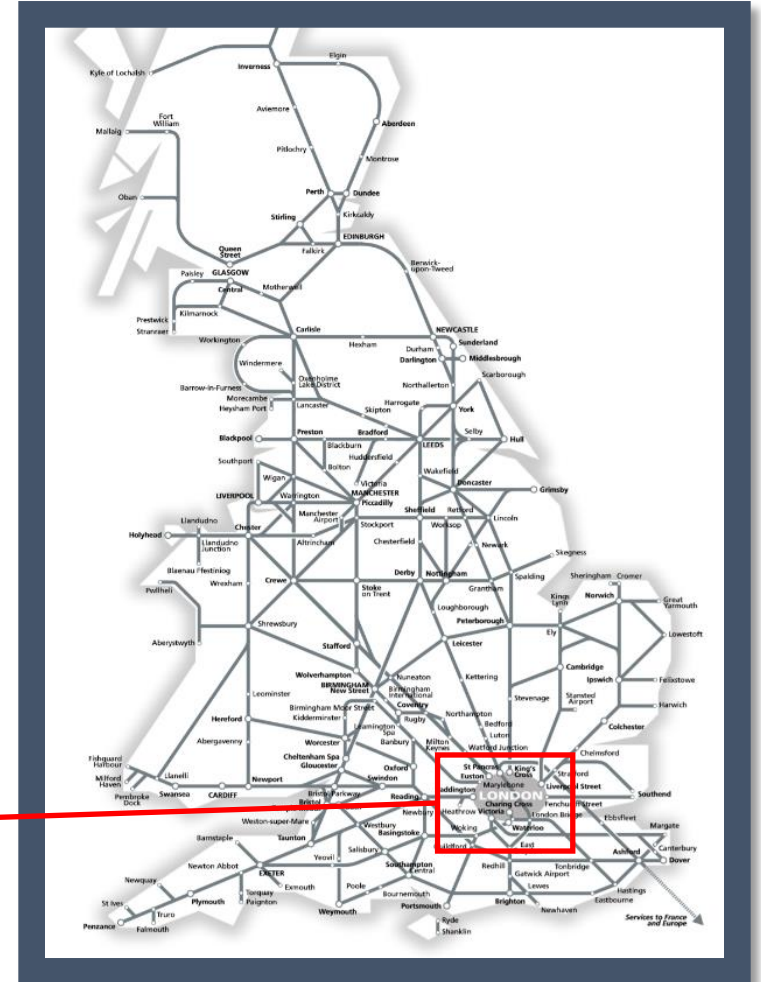 Elgin
Inverness
Kyle of Lochalsh
Aviemore
Fort
William
Aberdeen
Mallaig
Pitlochry
Montrose
Perth
Dundee
Oban
Kirkcaldy
Stirling
EDINBURGH
Falkirk
Queen
Street
Berwick-
upon-Tweed
GLASGOW
Paisley
Central
Motherwell
Prestwick
Kilmarnock
Stranraer
Carlisle
NEWCASTLE
Workington
Hexham
Sunderland
Durham
Darlington
Middlesbrough
Windermere
Scarborough
Oxenholme
Lake District
Barrow-in-Furness
Northallerton
Morecambe
Harrogate
Heysham Port
Lancaster
Skipton
York
Blackpool
Preston
Bradford
Selby
Hull
Blackburn
LEEDS
Huddersfield
Southport
Bolton
Wakefield
Wigan
Victoria
Doncaster
MANCHESTER
Grimsby
LIVERPOOL
Warrington
Piccadilly
Manchester
Airport
Sheffield
Retford
Llandudno
Lincoln
Chester
Stockport
Worksop
Holyhead
Llandudno
Junction
Altrincham
Chesterfield
Newark
Skegness
Blaenau Ffestiniog
Derby
Nottingham
Pwllheli
Wrexham
Crewe
Stoke
on Trent
Grantham
Spalding
Sheringham
Cromer
Kings
Lynn
Norwich
Great
Yarmouth
Loughborough
Shrewsbury
Peterborough
Ely
Lowestoft
Aberystwyth
Stafford
Leicester
Wolverhampton
Cambridge
BIRMINGHAM
New Street
Nuneaton
Kettering
Ipswich
Felixstowe
Birmingham
International
Leominster
Stevenage
Stansted
Airport
Coventry
Harwich
Birmingham Moor Street
Northampton
Hereford
Kidderminster
Rugby
Bedford
Colchester
Leamington
Spa
Abergavenny
Worcester
Banbury
Milton
Keynes
Luton
Watford Junction
Chelmsford
Cheltenham Spa
Fishguard
Harbour
Gloucester
Oxford
St Pancras
King's
Cross
Euston
Stratford
Milford
Haven
Llanelli
Newport
Swindon
Paddington
Marylebone
Liverpool Street
Pembroke
Dock
Swansea
CARDIFF
Bristol Parkway
Reading
LONDON
Southend
Bristol
Charing Cross
Fenchurch Street
Newbury
Heathrow
Victoria
London Bridge
Ebbsfleet
Weston-super-Mare
Westbury
Basingstoke
Woking
Waterloo
Margate
Barnstaple
Taunton
Salisbury
Guildford
East
Canterbury
Yeovil
Ashford
Dover
Newton Abbot
EXETER
Southampton
Central
Redhill
Tonbridge
Gatwick Airport
Newquay
Exmouth
Poole
Lewes
Hastings
Torquay
Bournemouth
Eastbourne
St Ives
Plymouth
Paignton
Portsmouth
Brighton
Newhaven
Weymouth
Truro
Ryde
Services to France
and Europe
Penzance
Falmouth
Shanklin